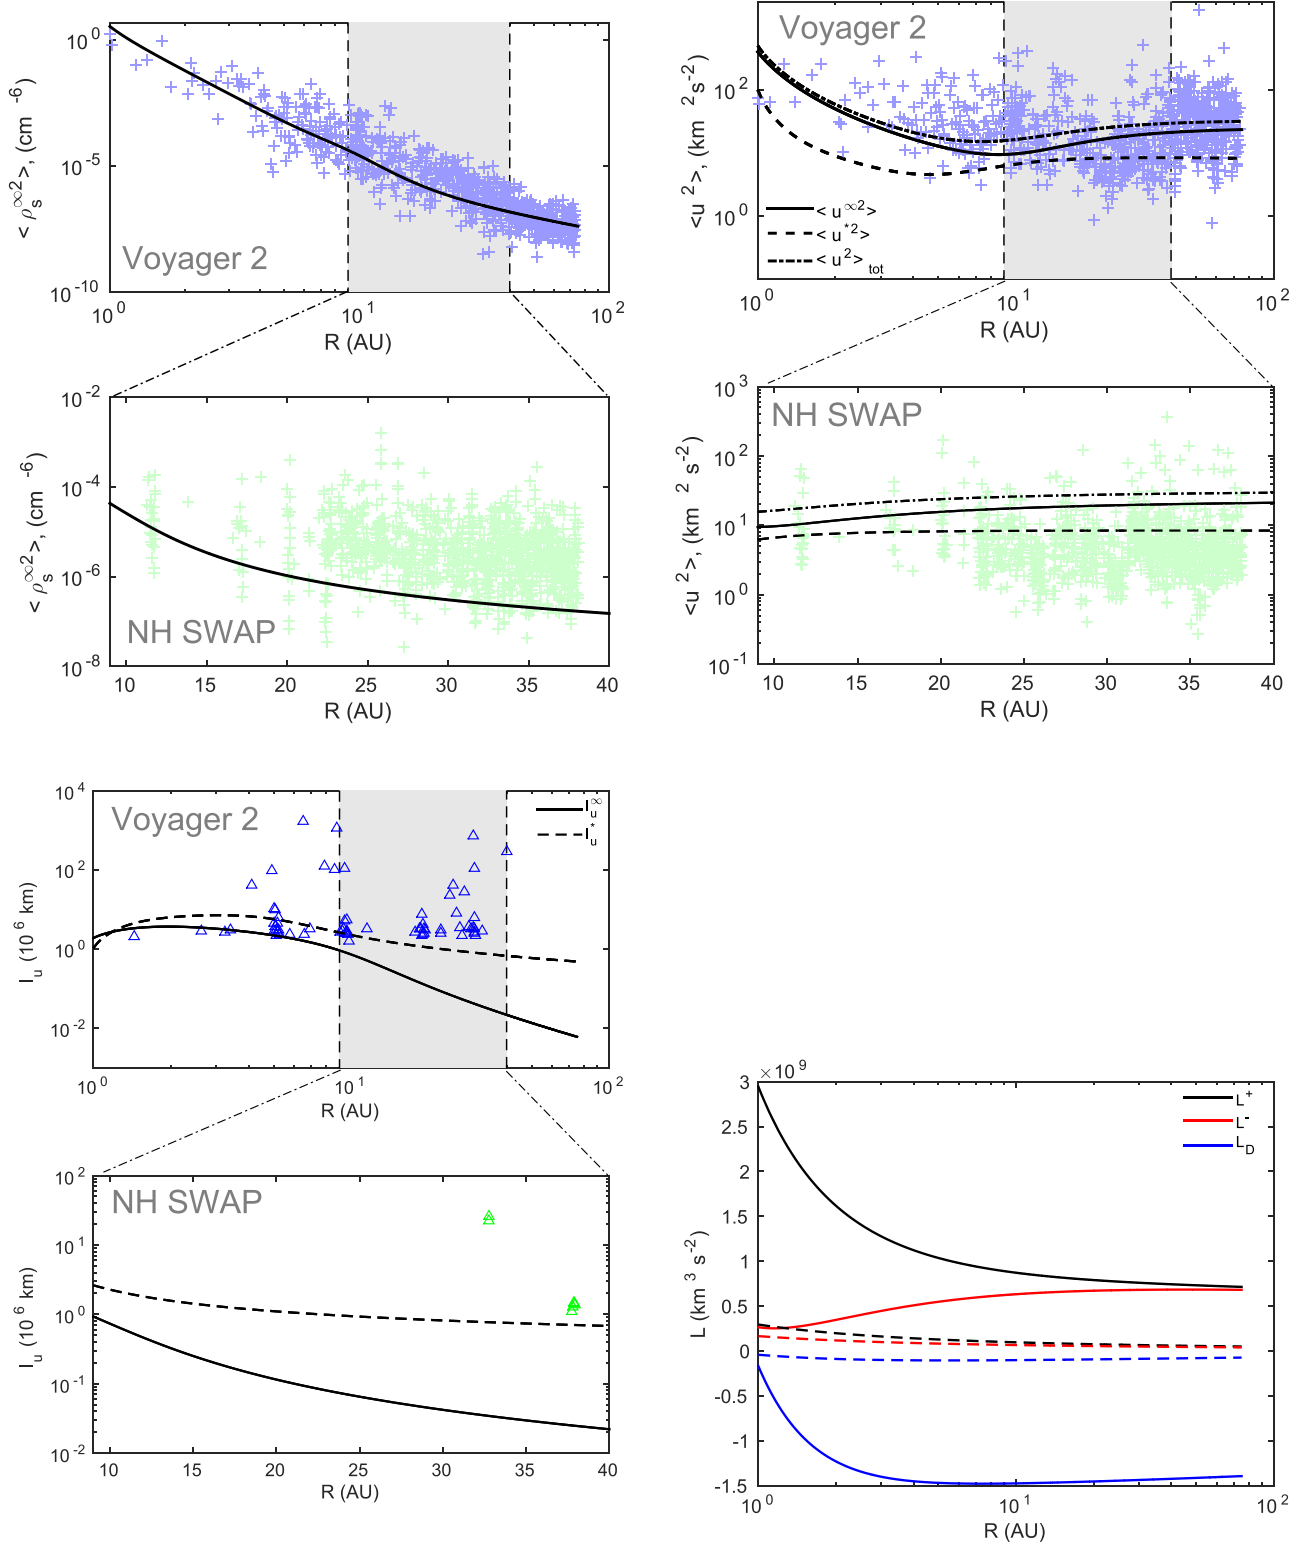 Voyager 2
< ρ_s^∞2 >, (cm^-6)
10^0
10^-5
10^-10
10^0 10^1 10^2
R (AU)
Voyager 2
<u^2>, (km^2 s^-2)
10^2
10^0
< u^∞2 >
< u^*2 >
< u^2 >_tot
10^0 10^1 10^2
R (AU)
NH SWAP
< ρ_s^∞2 >, (cm^-6)
10^-2
10^-4
10^-6
10^-8
10 15 20 25 30 35 40
R (AU)
NH SWAP
<u^2>, (km^2 s^-2)
10^3
10^2
10^1
10^0
10^-1
10 15 20 25 30 35 40
R (AU)
Voyager 2
l_u (10^6 km)
10^4
10^2
10^0
10^-2
l_u^∞
l_u^*
10^0 10^1 10^2
R (AU)
NH SWAP
l_u (10^6 km)
10^2
10^1
10^0
10^-1
10^-2
10 15 20 25 30 35 40
R (AU)
×10^9
L (km^3 s^-2)
3
2.5
2
1.5
1
0.5
0
-0.5
-1
-1.5
L^+
L^-
L_D
10^0 10^1 10^2
R (AU)